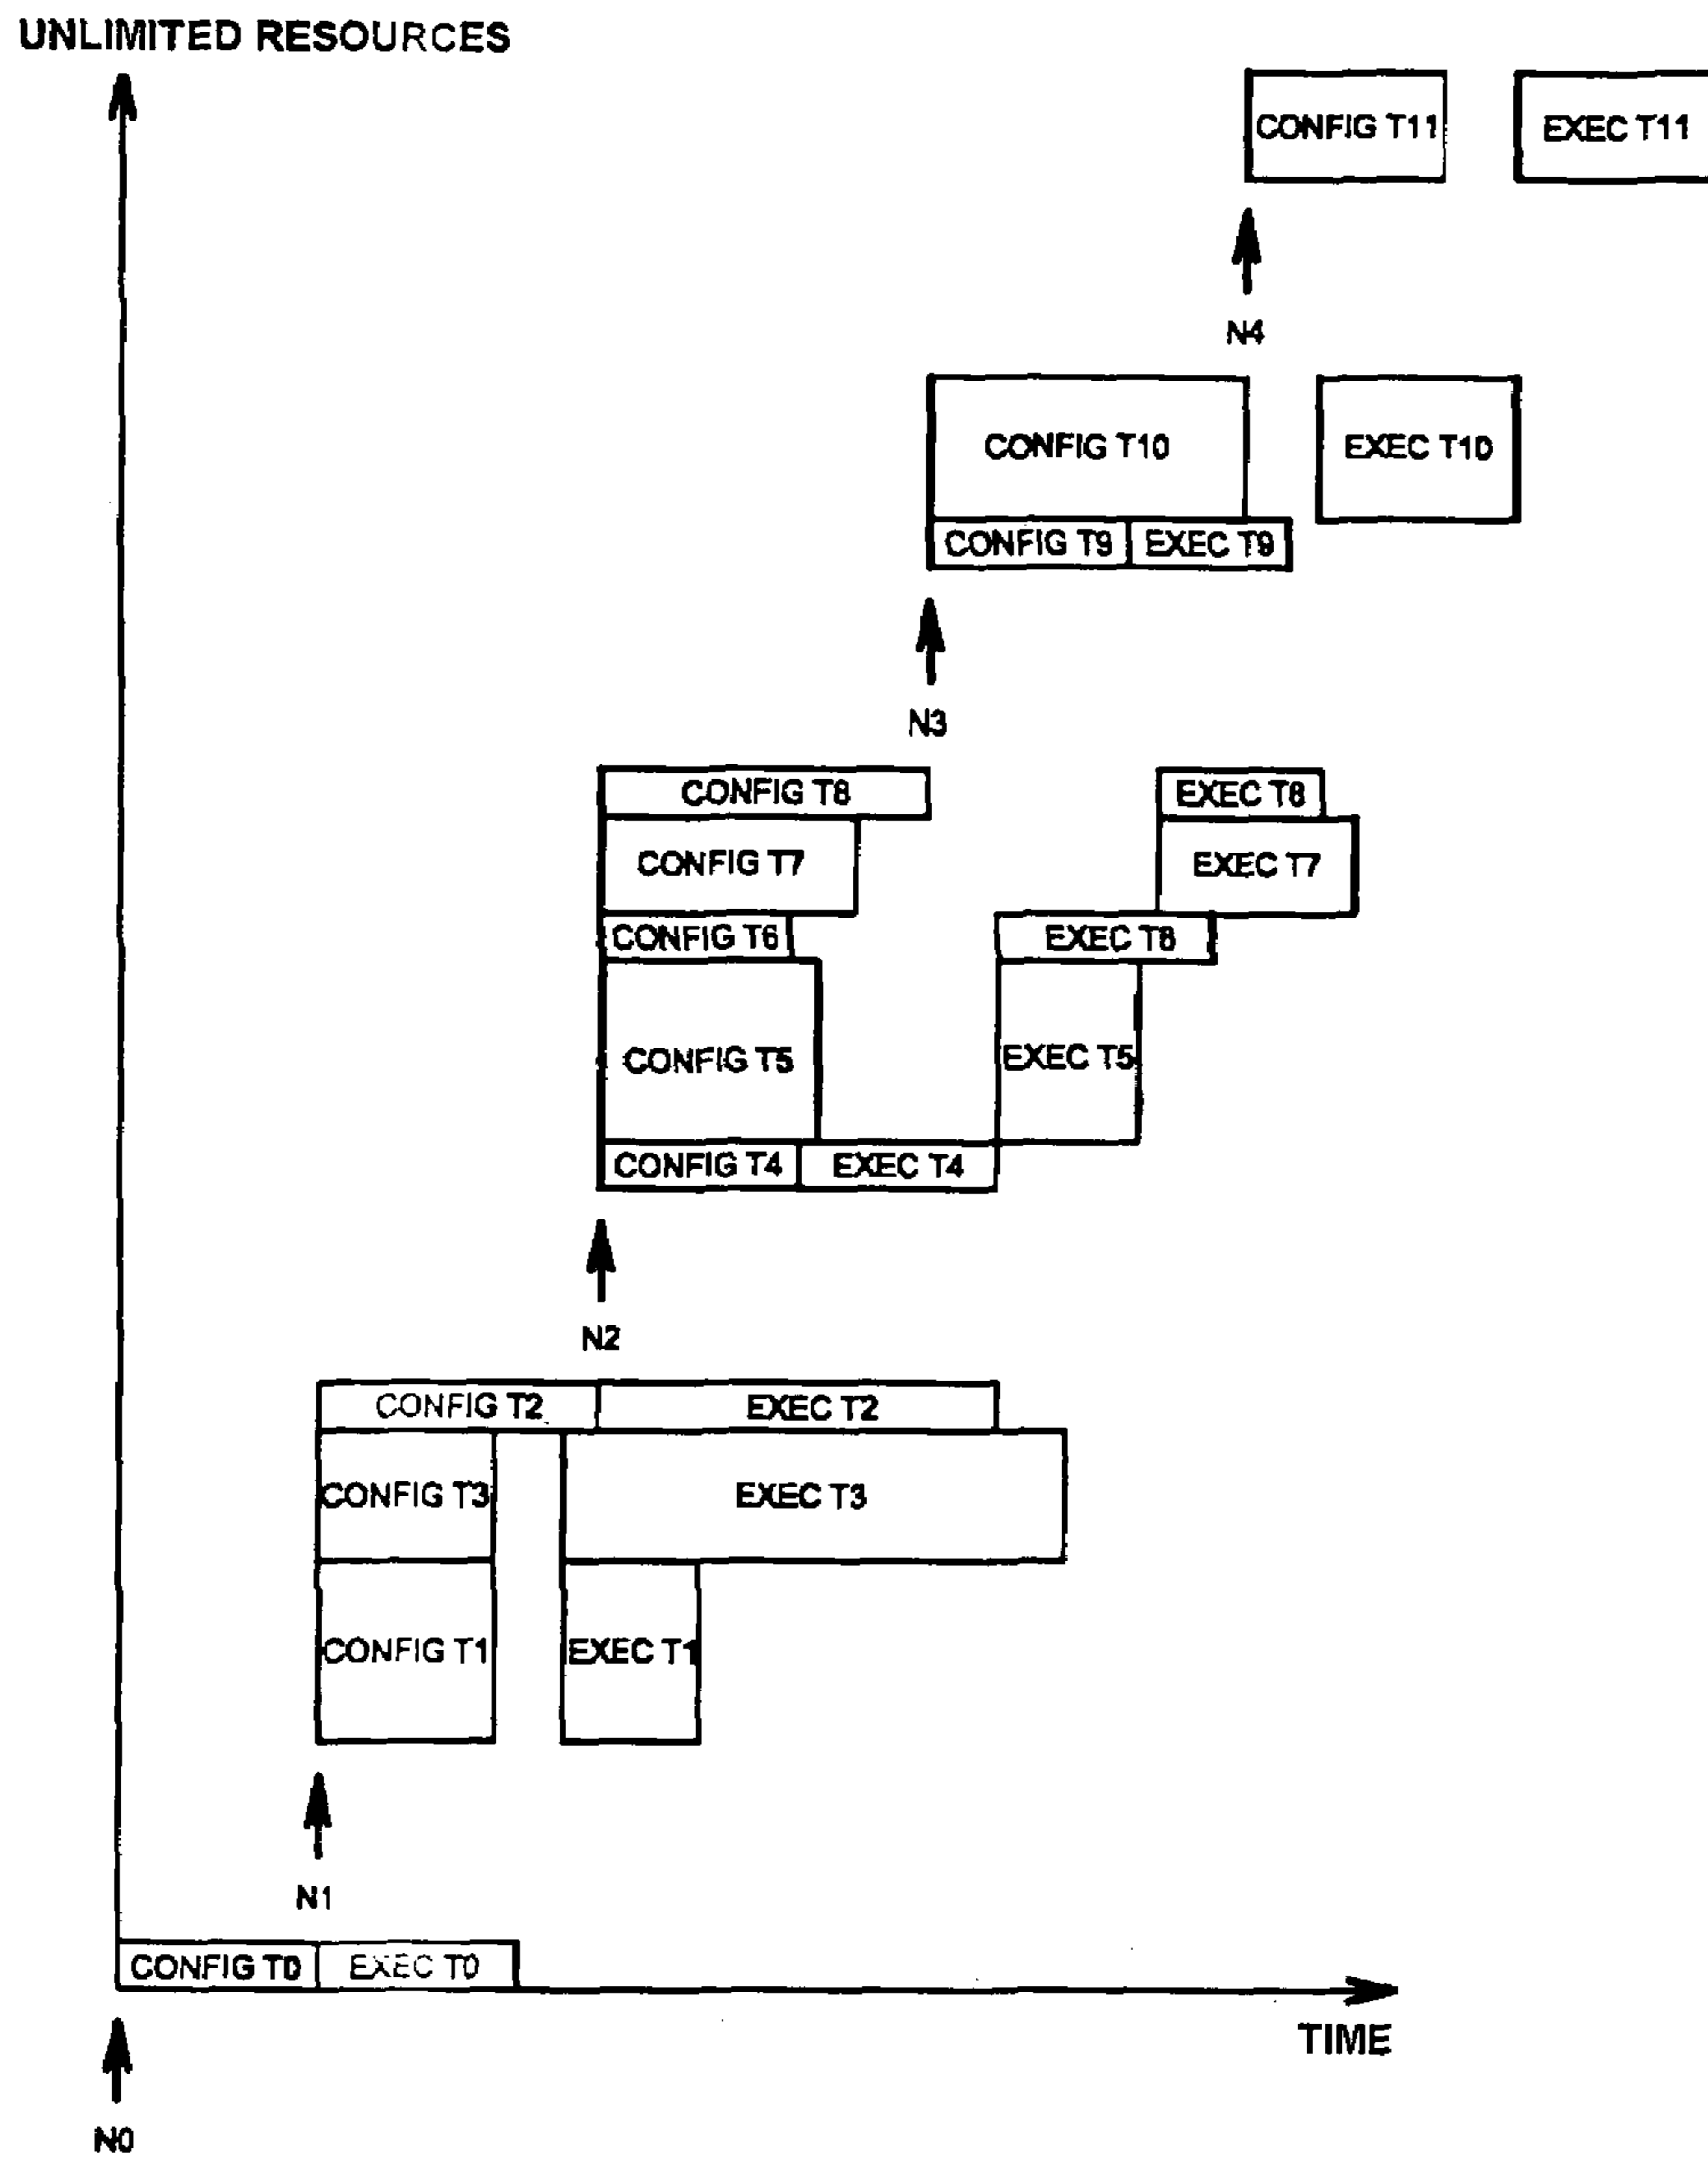 UNLIMITED RESOURCES
CONFIG T11
EXEC T11
N4
CONFIG T10
EXEC T10
CONFIG T9
EXEC T9
N3
CONFIG T8
EXEC T8
CONFIG T7
EXEC T7
CONFIG T6
EXEC T6
CONFIG T5
EXEC T5
CONFIG T4
EXEC T4
N2
CONFIG T2
EXEC T2
CONFIG T3
EXEC T3
CONFIG T1
EXEC T1
N1
CONFIG T0
EXEC T0
TIME
N0